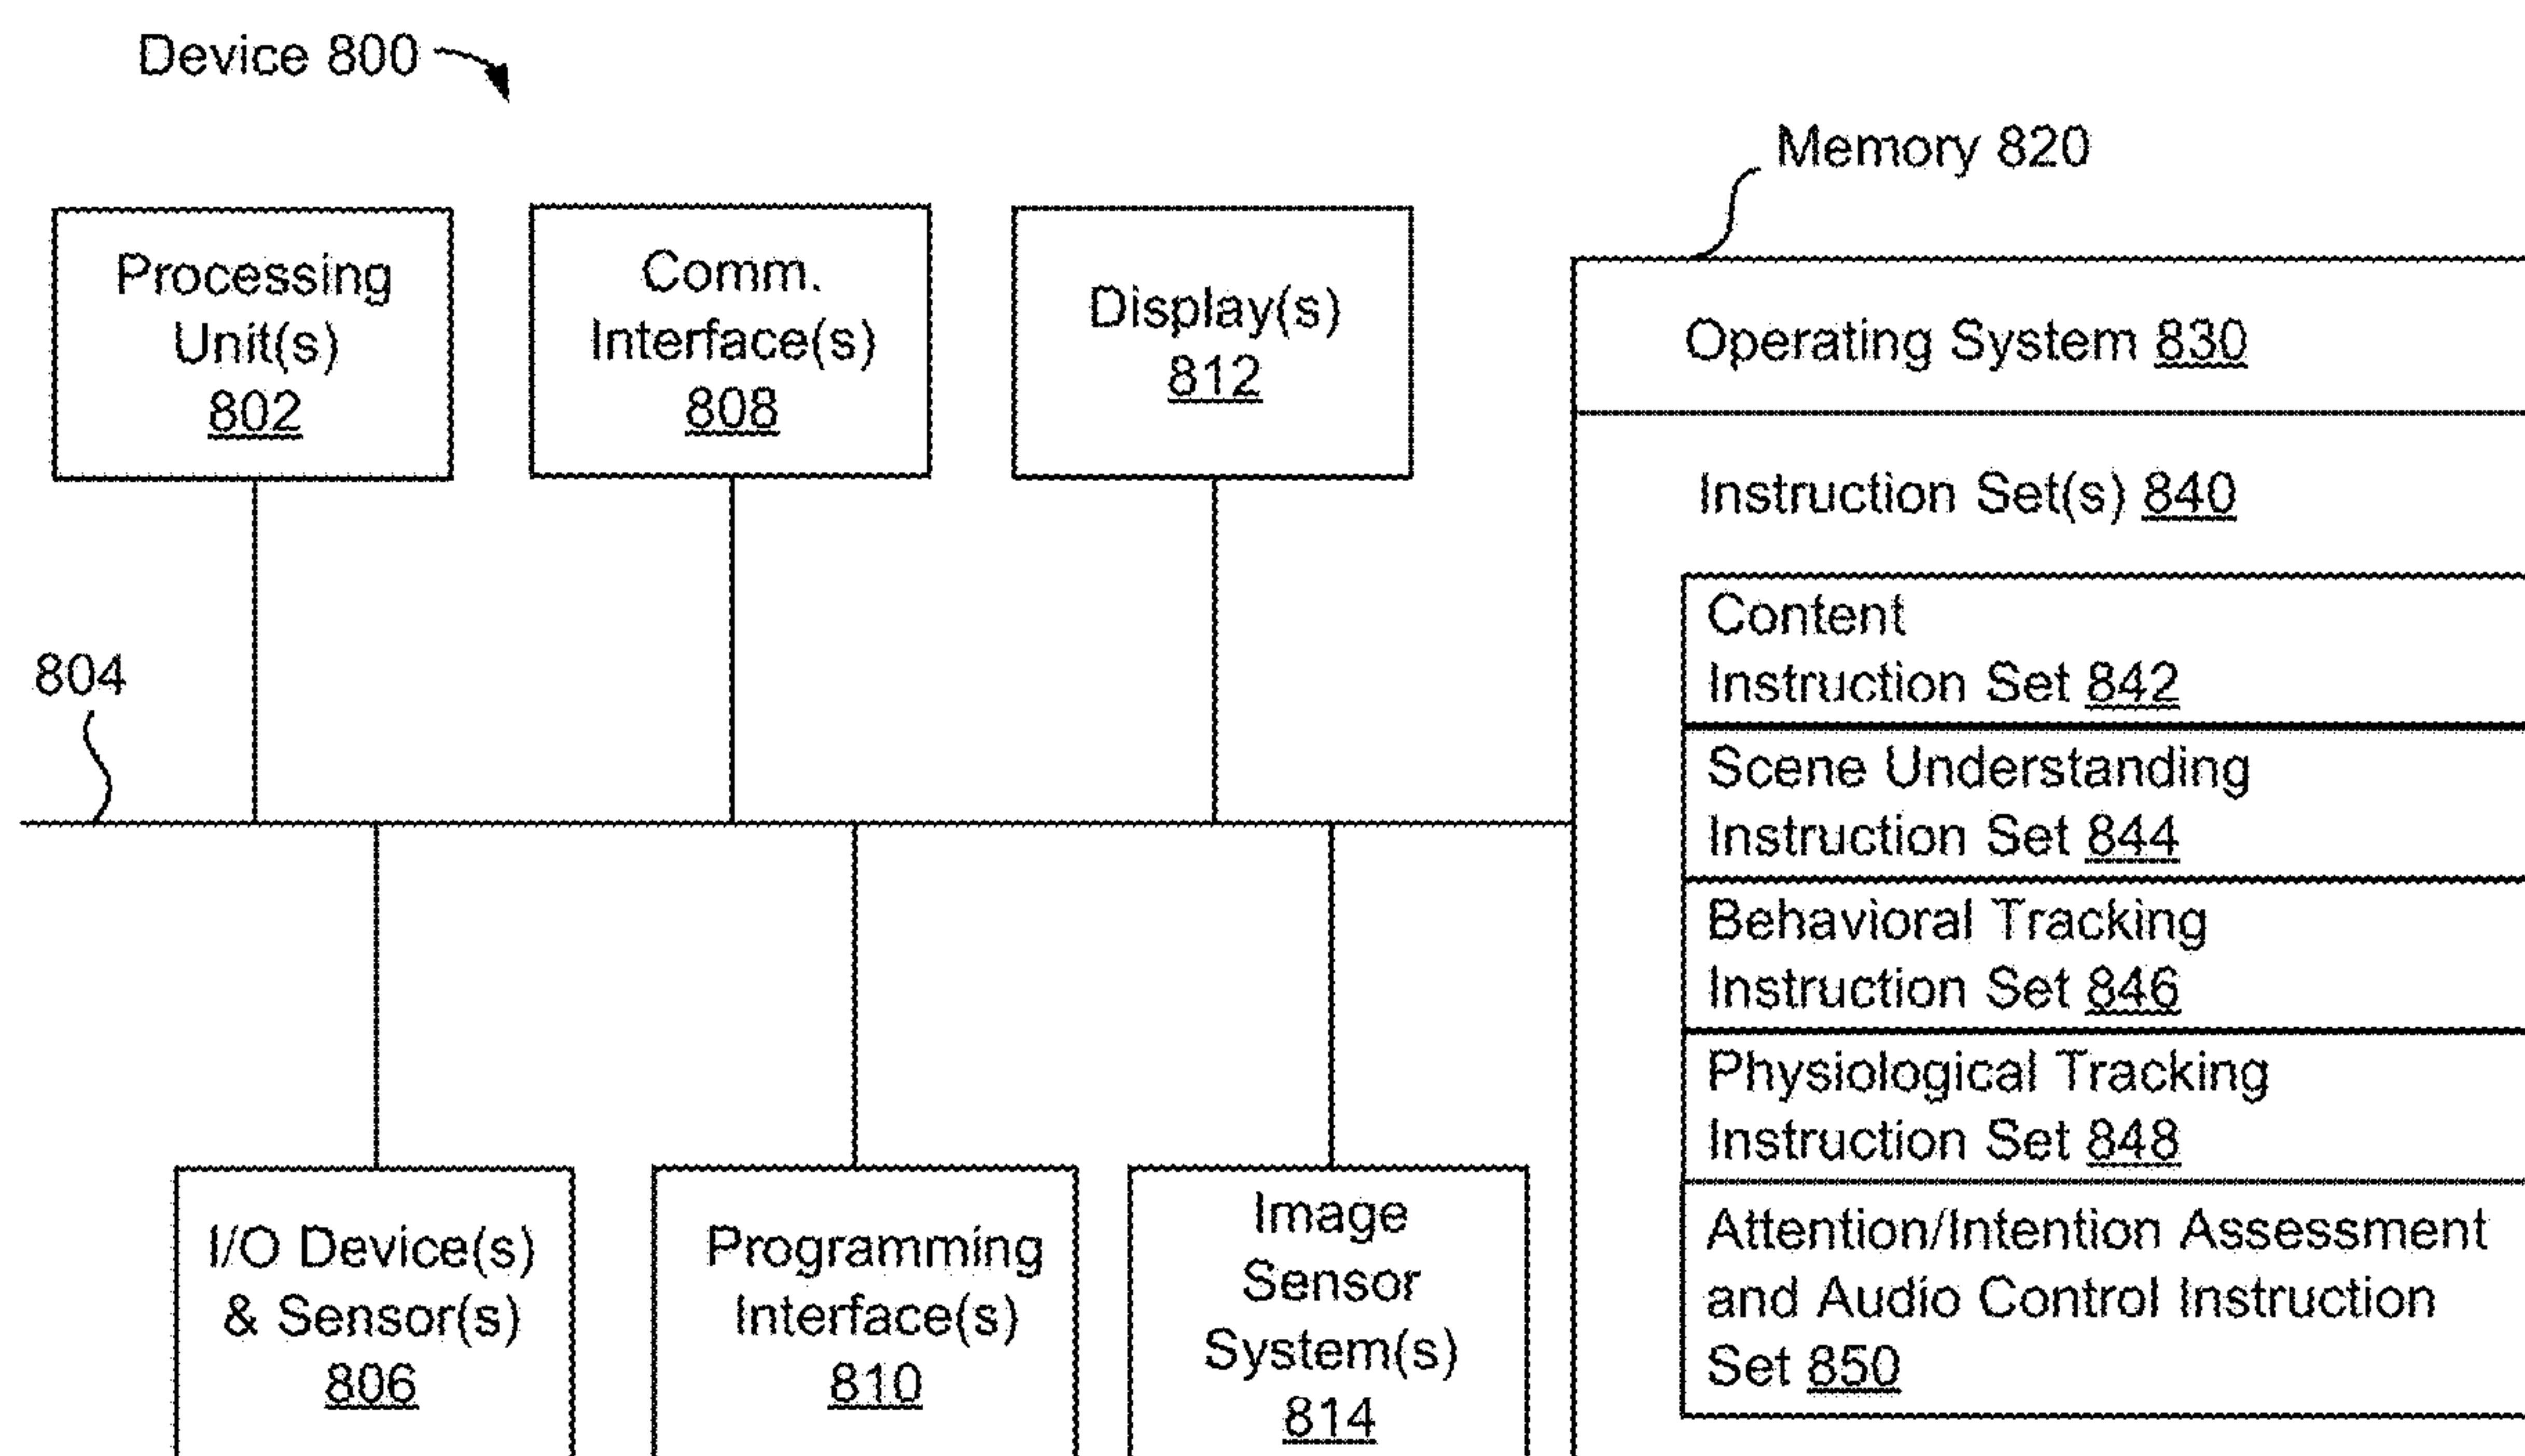 Device 800
Memory 820
Processing
Unit(s)
802
Comm.
Interface(s)
808
Display(s)
812
Operating System 830
Instruction Set(s) 840
Content
Instruction Set 842
Scene Understanding
Instruction Set 844
Behavioral Tracking
Instruction Set 846
Physiological Tracking
Instruction Set 848
Attention/Intention Assessment
and Audio Control Instruction
Set 850
804
I/O Device(s)
& Sensor(s)
806
Programming
Interface(s)
810
Image
Sensor
System(s)
814